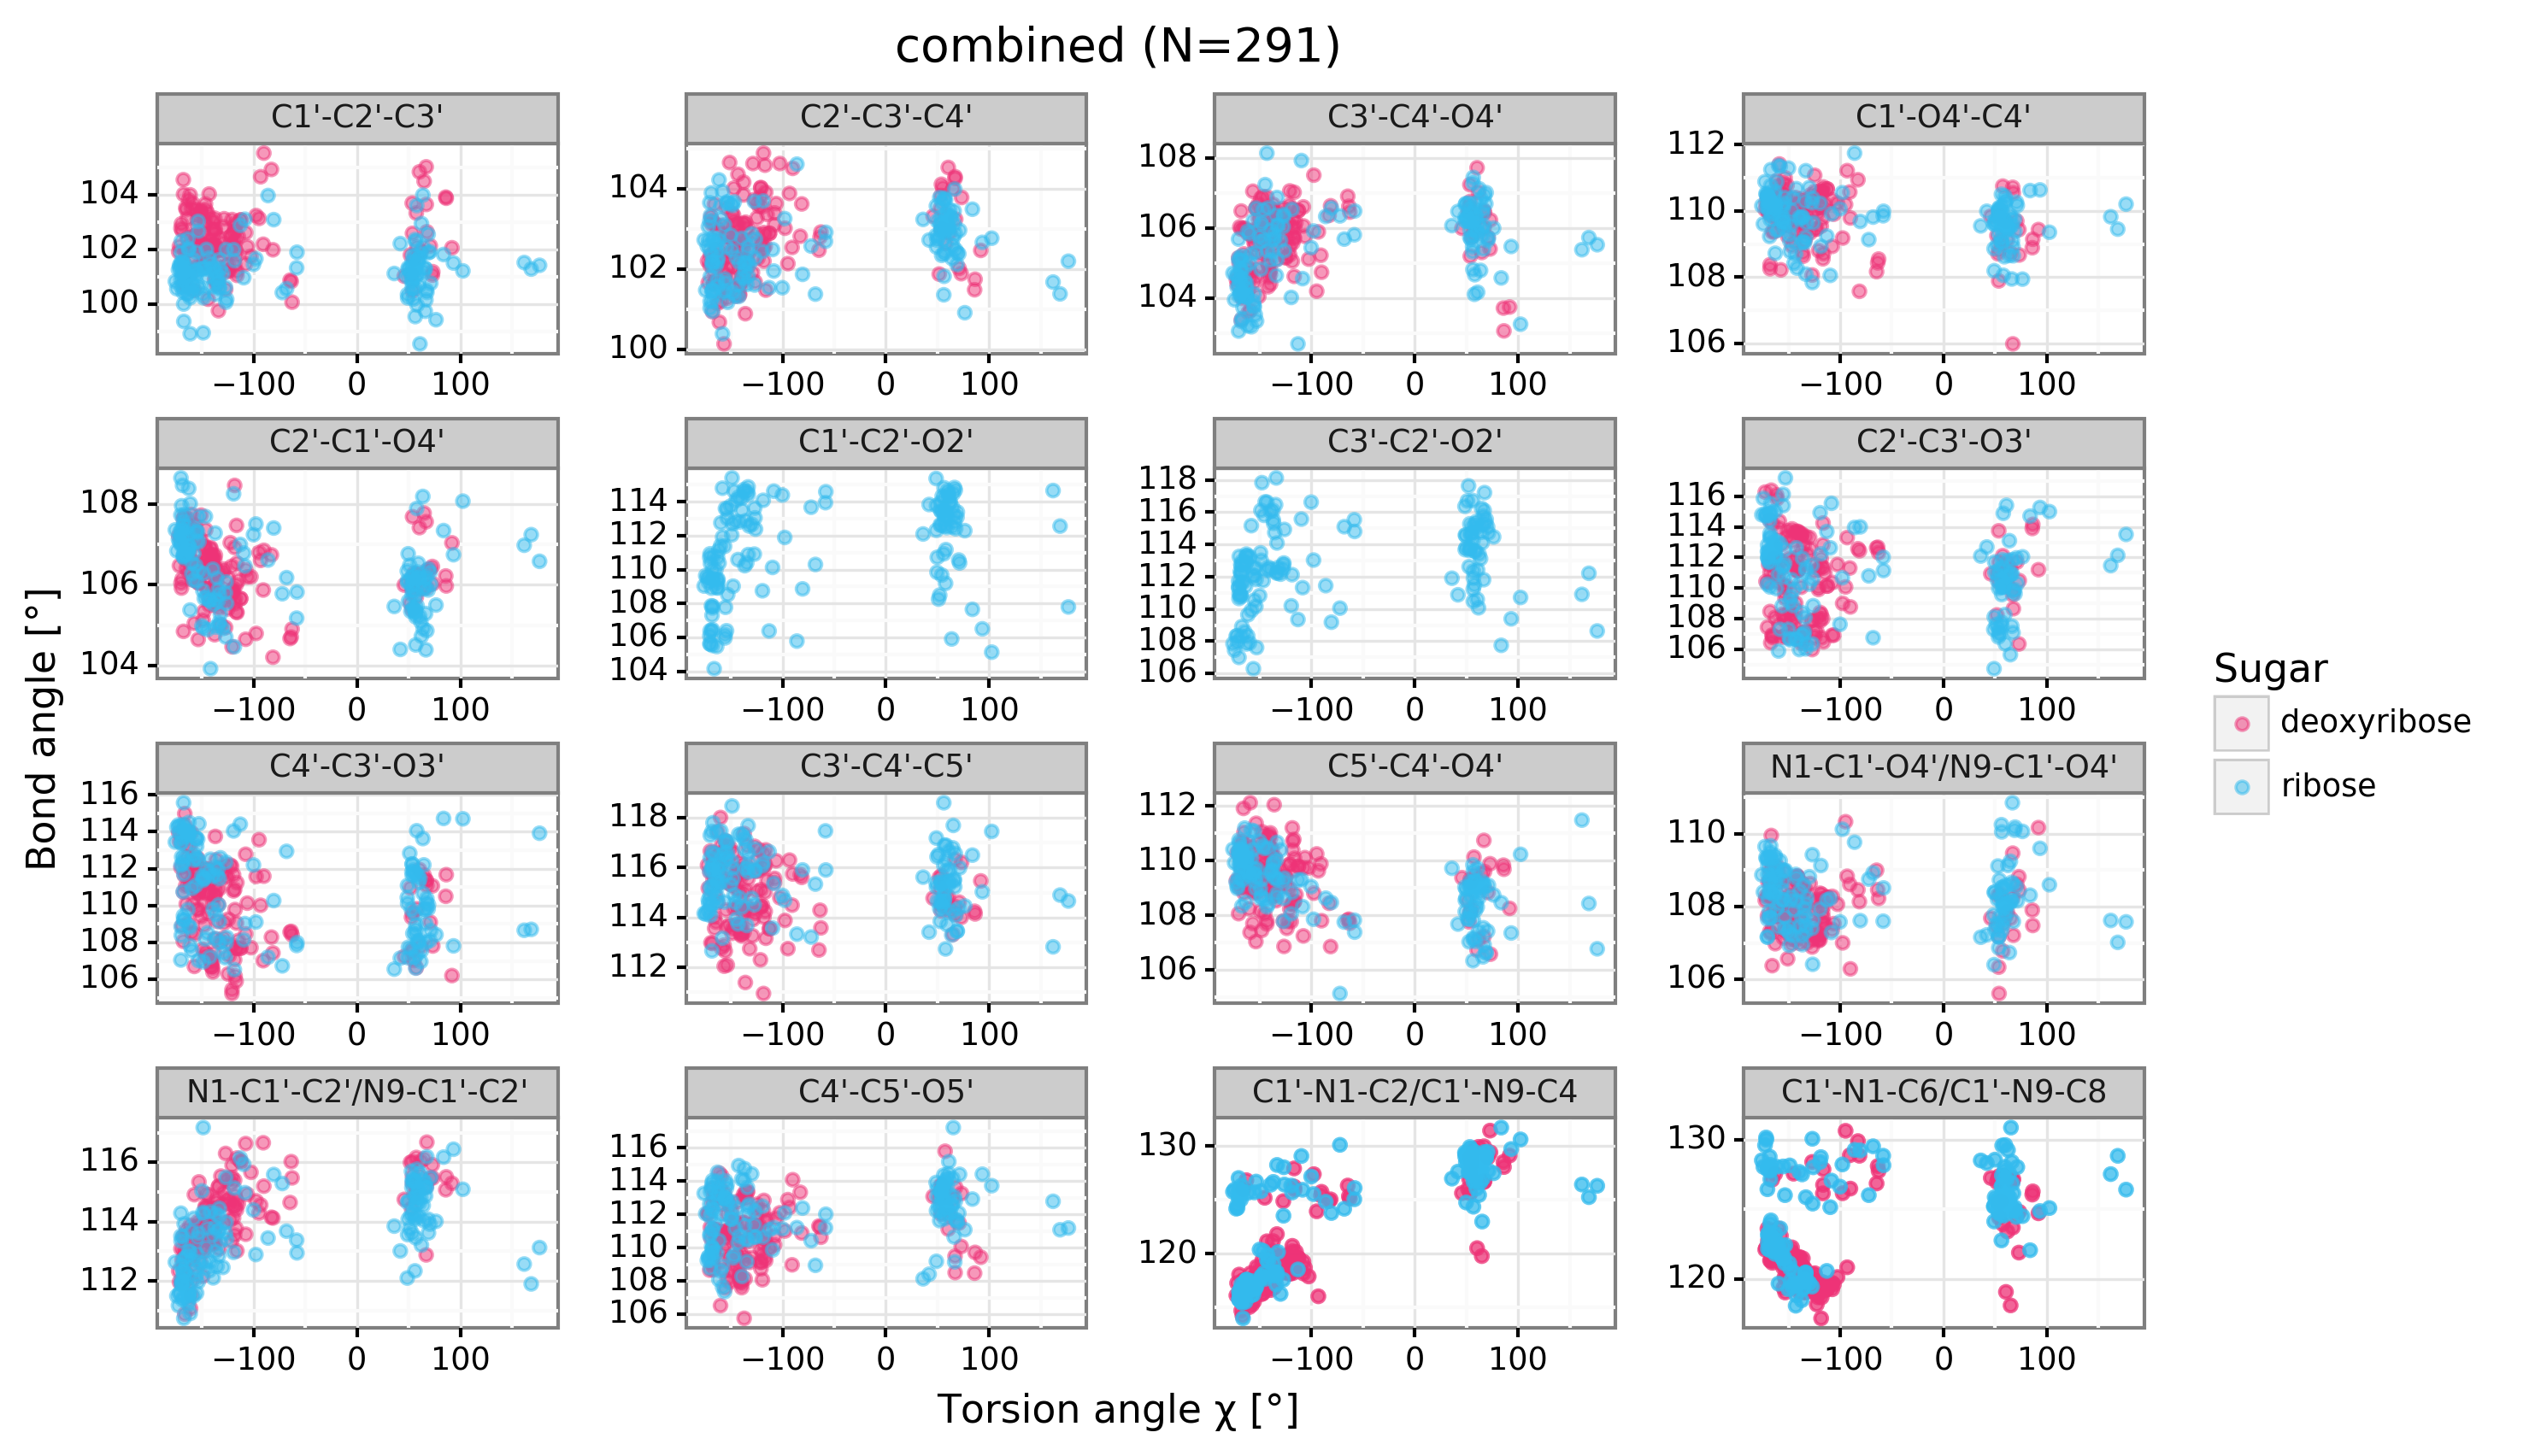 combined (N=291)
C1'-C2'-C3'
C2'-C3'-C4'
C3'-C4'-O4'
C1'-O4'-C4'
104
102
100
−100 0 100
104
102
100
−100 0 100
108
106
104
−100 0 100
112
110
108
106
−100 0 100
C2'-C1'-O4'
C1'-C2'-O2'
C3'-C2'-O2'
C2'-C3'-O3'
108
106
104
−100 0 100
114
112
110
108
106
104
−100 0 100
118
116
114
112
110
108
106
−100 0 100
116
114
112
110
108
106
−100 0 100
C4'-C3'-O3'
C3'-C4'-C5'
C5'-C4'-O4'
N1-C1'-O4'/N9-C1'-O4'
116
114
112
110
108
106
−100 0 100
118
116
114
112
−100 0 100
112
110
108
106
−100 0 100
110
108
106
−100 0 100
N1-C1'-C2'/N9-C1'-C2'
C4'-C5'-O5'
C1'-N1-C2/C1'-N9-C4
C1'-N1-C6/C1'-N9-C8
116
114
112
−100 0 100
116
114
112
110
108
106
−100 0 100
130
120
−100 0 100
130
120
−100 0 100
Bond angle [°]
Torsion angle χ [°]
Sugar
deoxyribose
ribose